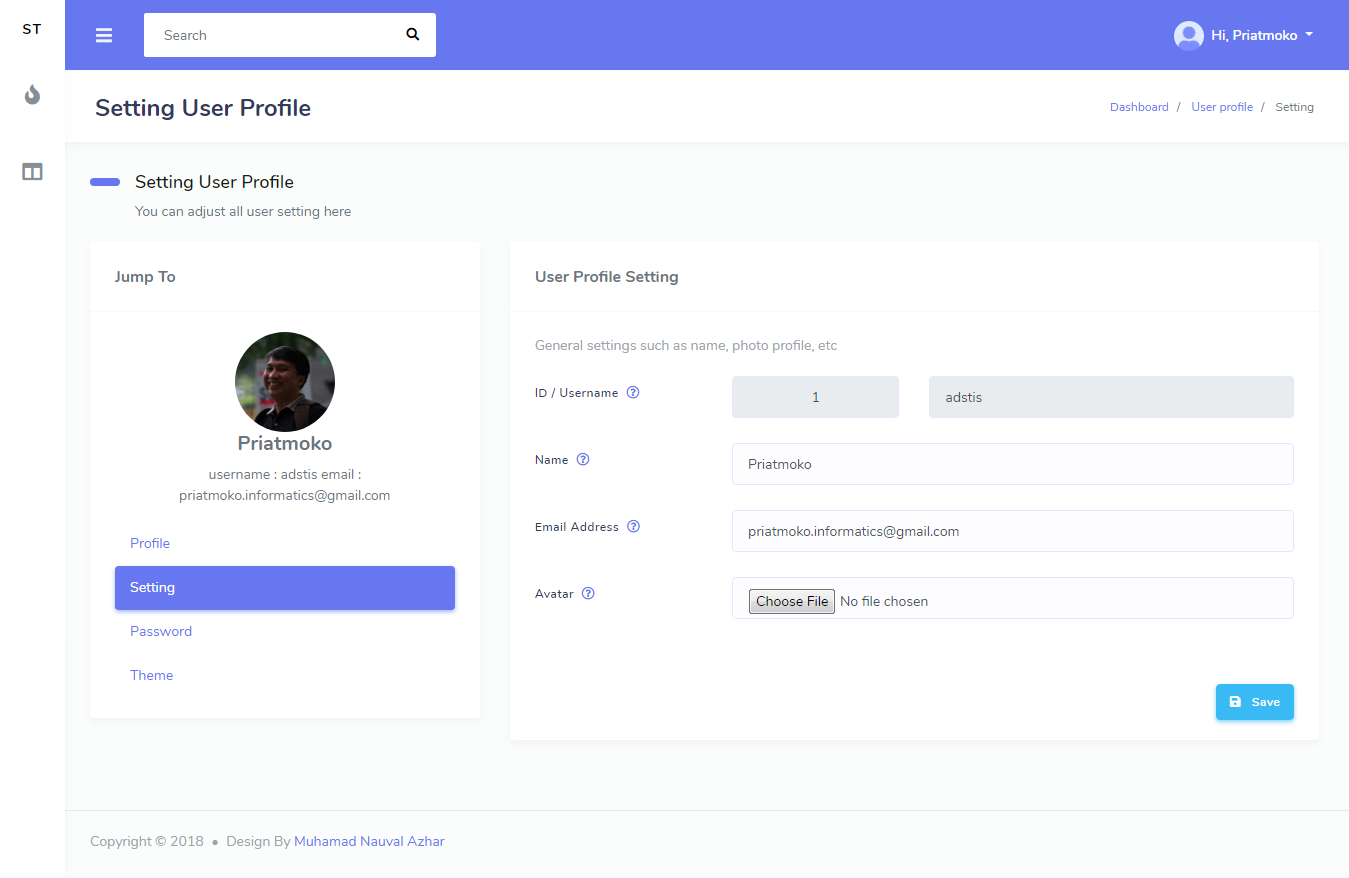 ST
Search
Hi, Priatmoko
Setting User Profile
Dashboard / User profile / Setting
Setting User Profile
You can adjust all user setting here
Jump To
Priatmoko
username : adstis email :
priatmoko.informatics@gmail.com
Profile
Setting
Password
Theme
User Profile Setting
General settings such as name, photo profile, etc
ID / Username 1 adstis
Name Priatmoko
Email Address priatmoko.informatics@gmail.com
Avatar Choose File No file chosen
Save
Copyright © 2018 • Design By Muhamad Nauval Azhar